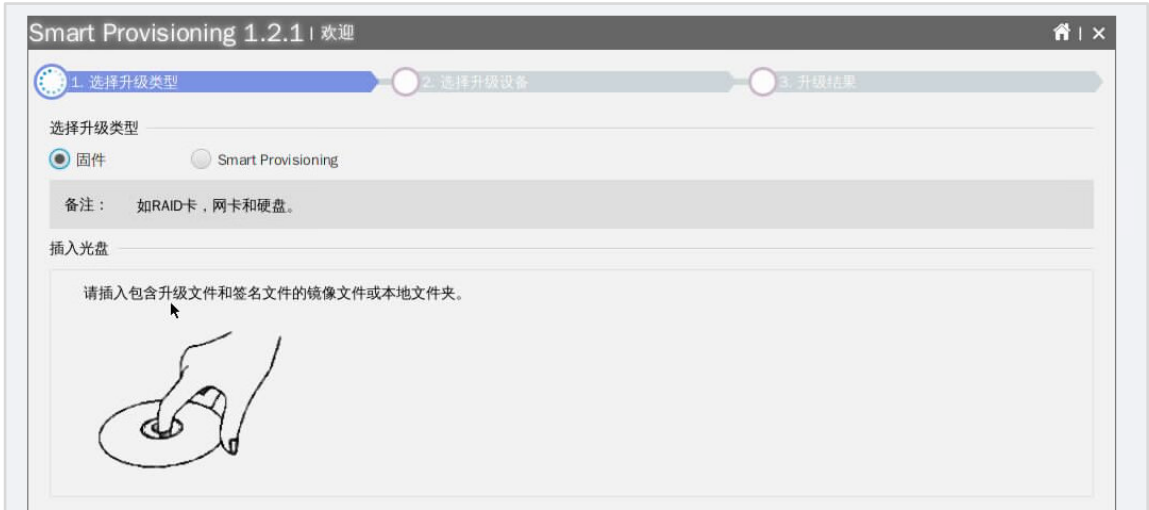 Smart Provisioning 1.2.1 | 欢迎
1. 选择升级类型
2. 选择升级设备
3. 升级结果
选择升级类型
固件 Smart Provisioning
备注： 如RAID卡，网卡和硬盘。
插入光盘
请插入包含升级文件和签名文件的镜像文件或本地文件夹。